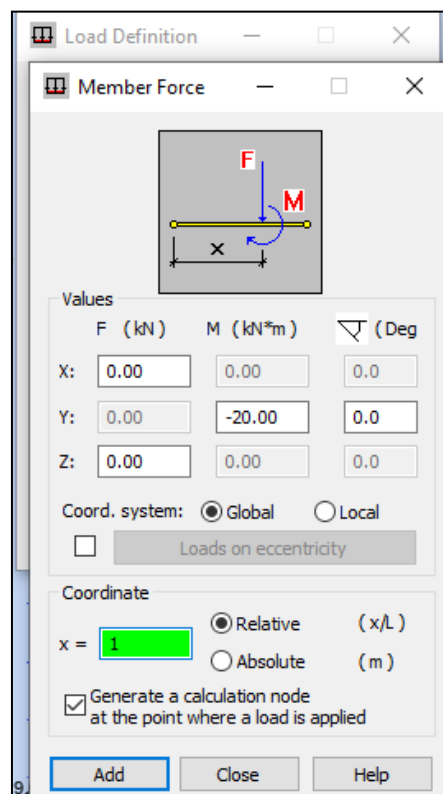 Load Definition
Member Force
F
M
x
Values
F (kN) M (kN*m) (Deg
X: 0.00 0.00 0.0
Y: 0.00 -20.00 0.0
Z: 0.00 0.00 0.0
Coord. system: Global Local
Loads on eccentricity
Coordinate
x = 1 Relative (x/L)
Absolute (m)
Generate a calculation node
at the point where a load is applied
9.
Add Close Help